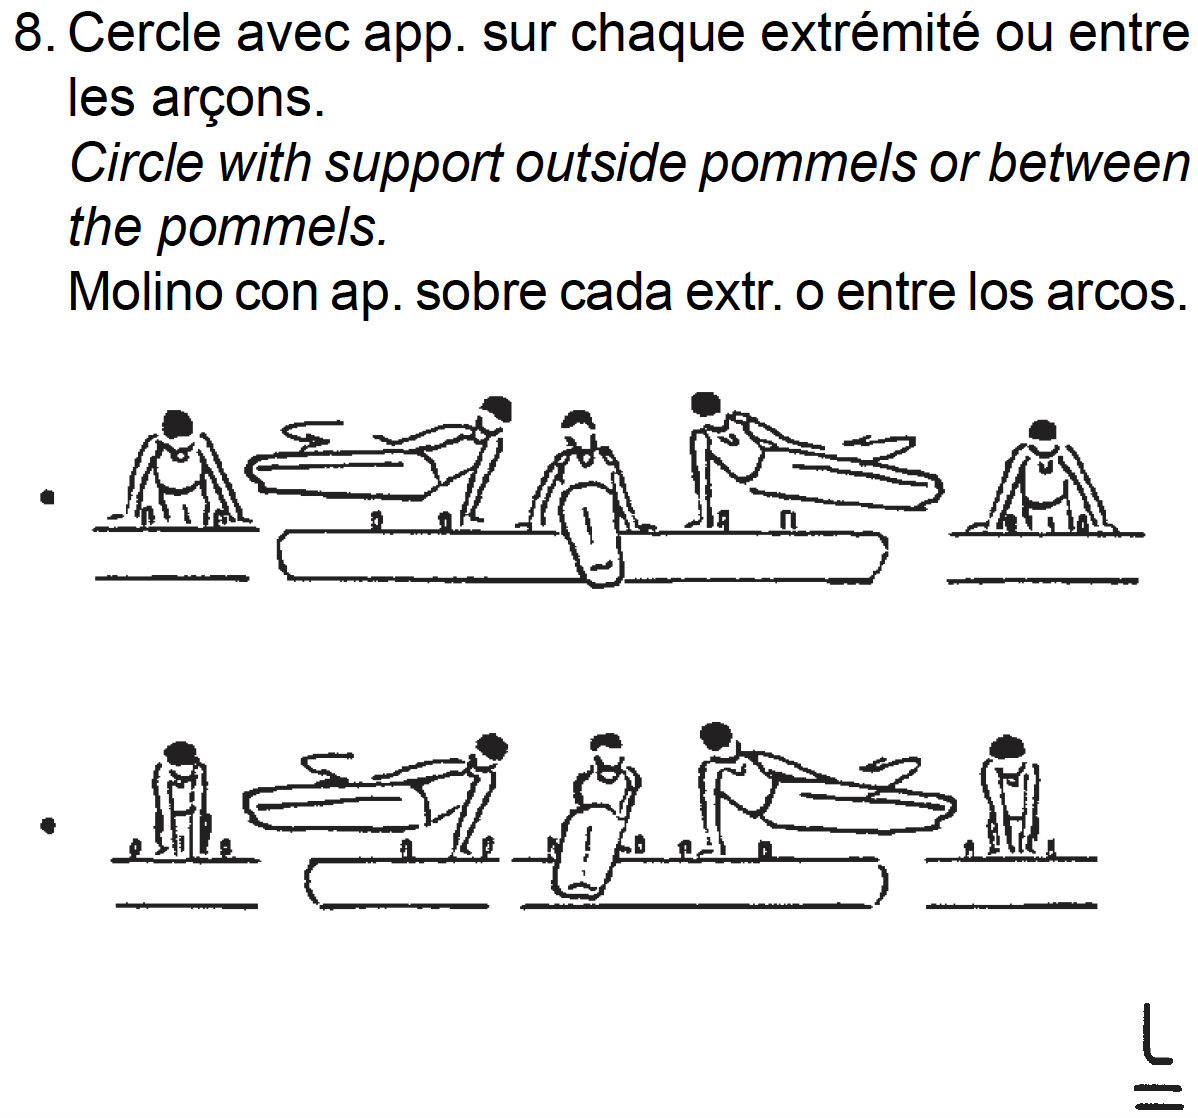 8. Cercle avec app. sur chaque extrémité ou entre
les arçons.
Circle with support outside pommels or between
the pommels.
Molino con ap. sobre cada extr. o entre los arcos.